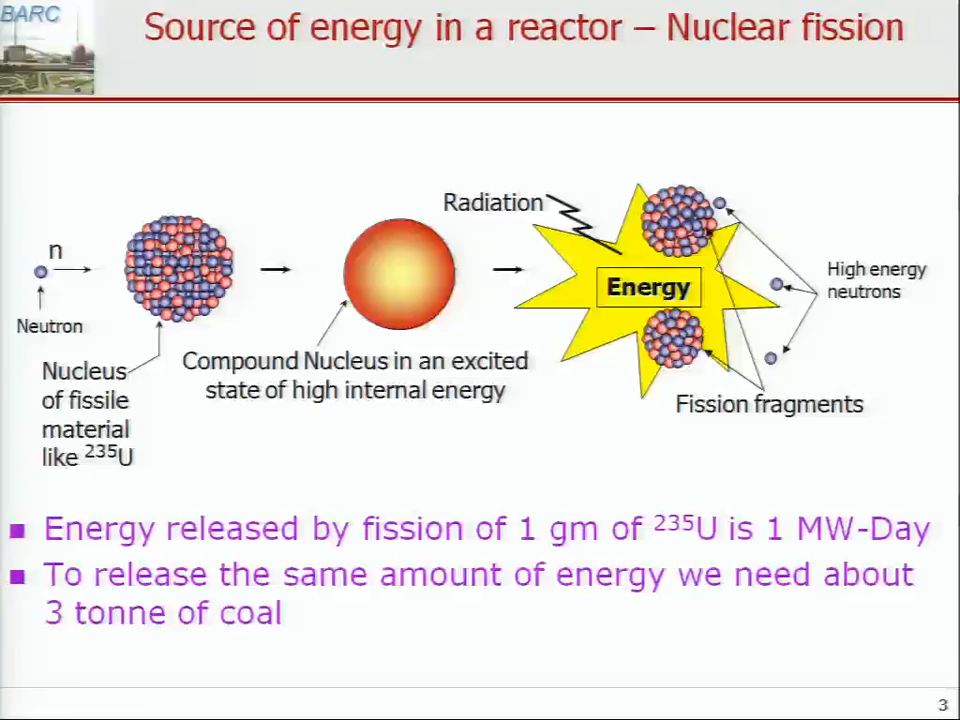 BARC
Source of energy in a reactor – Nuclear fission
n
Neutron
Nucleus
of fissile
material
like ²³⁵U
Compound Nucleus in an excited
state of high internal energy
Radiation
Energy
High energy
neutrons
Fission fragments
Energy released by fission of 1 gm of ²³⁵U is 1 MW-Day
To release the same amount of energy we need about
3 tonne of coal
3